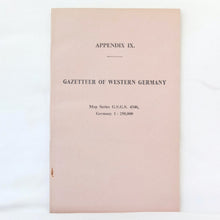 APPENDIX IX.
GAZETTEER OF WESTERN GERMANY
Map Series G.S.G.S. 4346,
Germany 1 : 250,000